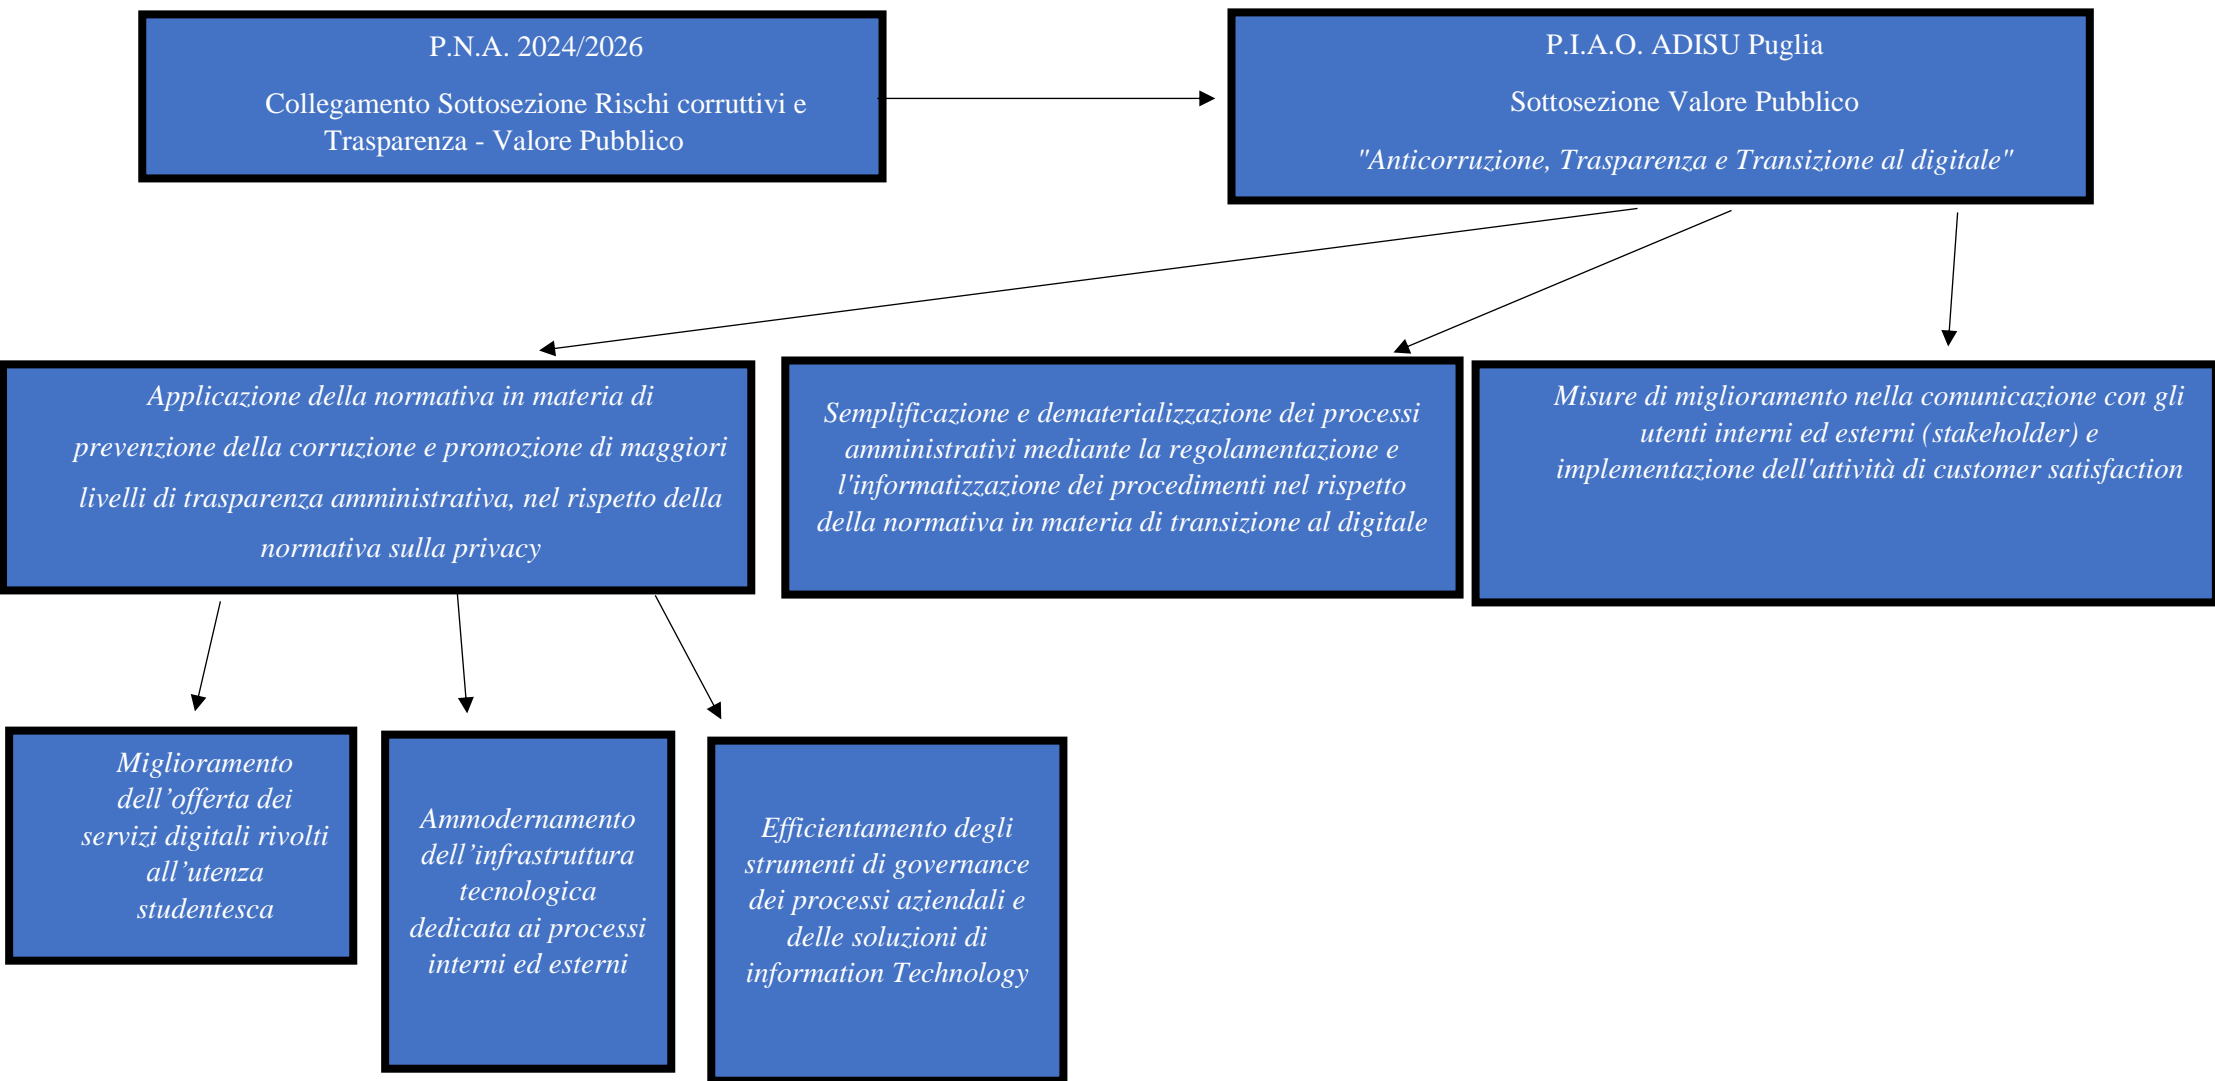 P.N.A. 2024/2026
Collegamento Sottosezione Rischi corruttivi e
Trasparenza - Valore Pubblico
P.I.A.O. ADISU Puglia
Sottosezione Valore Pubblico
"Anticorruzione, Trasparenza e Transizione al digitale"
Applicazione della normativa in materia di
prevenzione della corruzione e promozione di maggiori
livelli di trasparenza amministrativa, nel rispetto della
normativa sulla privacy
Semplificazione e dematerializzazione dei processi
amministrativi mediante la regolamentazione e
l'informatizzazione dei procedimenti nel rispetto
della normativa in materia di transizione al digitale
Misure di miglioramento nella comunicazione con gli
utenti interni ed esterni (stakeholder) e
implementazione dell'attività di customer satisfaction
Miglioramento
dell’offerta dei
servizi digitali rivolti
all’utenza
studentesca
Ammodernamento
dell’infrastruttura
tecnologica
dedicata ai processi
interni ed esterni
Efficientamento degli
strumenti di governance
dei processi aziendali e
delle soluzioni di
information Technology